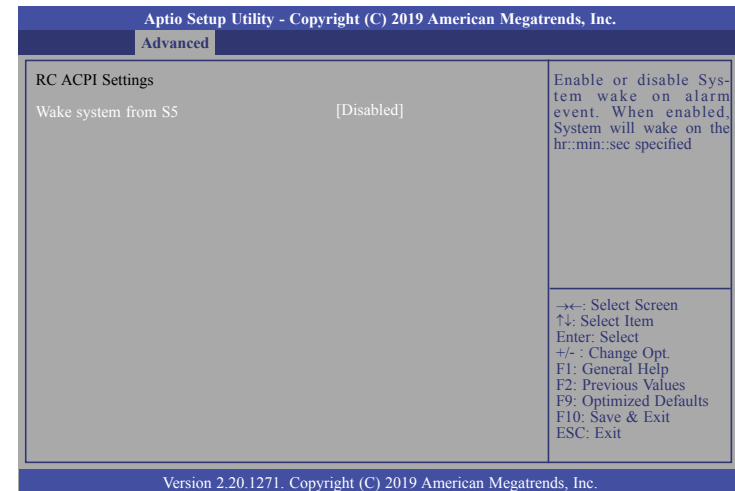 Aptio Setup Utility - Copyright (C) 2019 American Megatrends, Inc.
Advanced
RC ACPI Settings
Wake system from S5 [Disabled]
Enable or disable Sys-
tem wake on alarm
event. When enabled,
System will wake on the
hr::min::sec specified
→←: Select Screen
↑↓: Select Item
Enter: Select
+/- : Change Opt.
F1: General Help
F2: Previous Values
F9: Optimized Defaults
F10: Save & Exit
ESC: Exit
Version 2.20.1271. Copyright (C) 2019 American Megatrends, Inc.